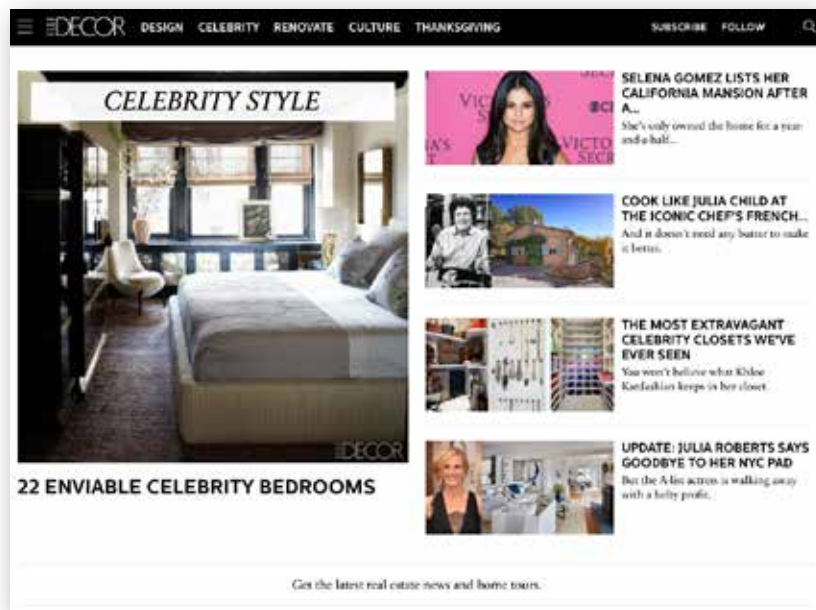 ELLE DECOR DESIGN CELEBRITY RENOVATE CULTURE THANKSGIVING SUBSCRIBE FOLLOW
CELEBRITY STYLE
ELLE DECOR
22 ENVIABLE CELEBRITY BEDROOMS
VICTO
SECR
SELENA GOMEZ LISTS HER
CALIFORNIA MANSION AFTER
A...
She's only owned the home for a year-
and-a-half...
COOK LIKE JULIA CHILD AT
THE ICONIC CHEF'S FRENCH...
And it doesn't need any butter to make
it better.
THE MOST EXTRAVAGANT
CELEBRITY CLOSETS WE'VE
EVER SEEN
You won't believe what Khloe
Kardashian keeps in her closet.
UPDATE: JULIA ROBERTS SAYS
GOODBYE TO HER NYC PAD
But the A-list actress is walking away
with a hefty profit.
Get the latest real estate news and home tours.